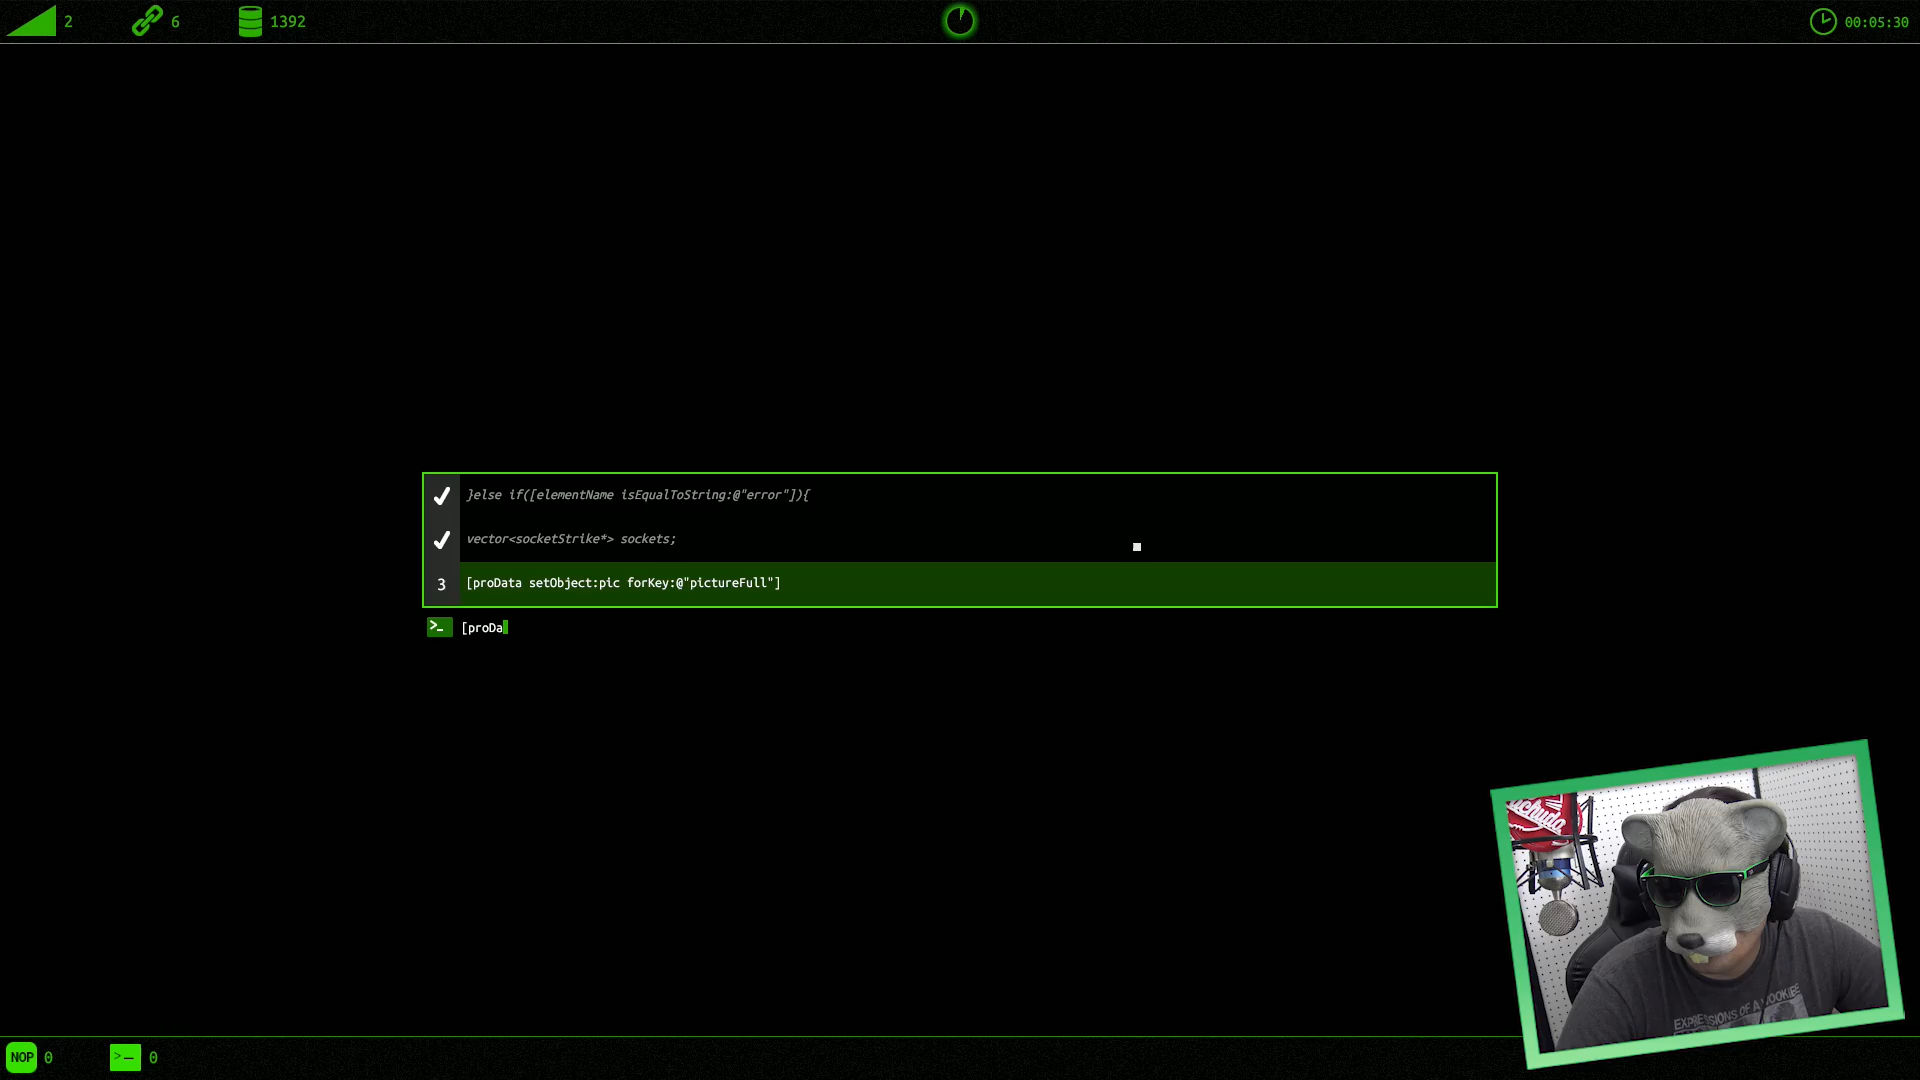 2 6 1392 00:05:30
}else if([elementName isEqualToString:@"error"]){
vector<socketStrike*> sockets;
3 [proData setObject:pic forKey:@"pictureFull"]
>_ [proDa
EXPRESSIONS OF A WOOKIEE
NOP 0 >_ 0